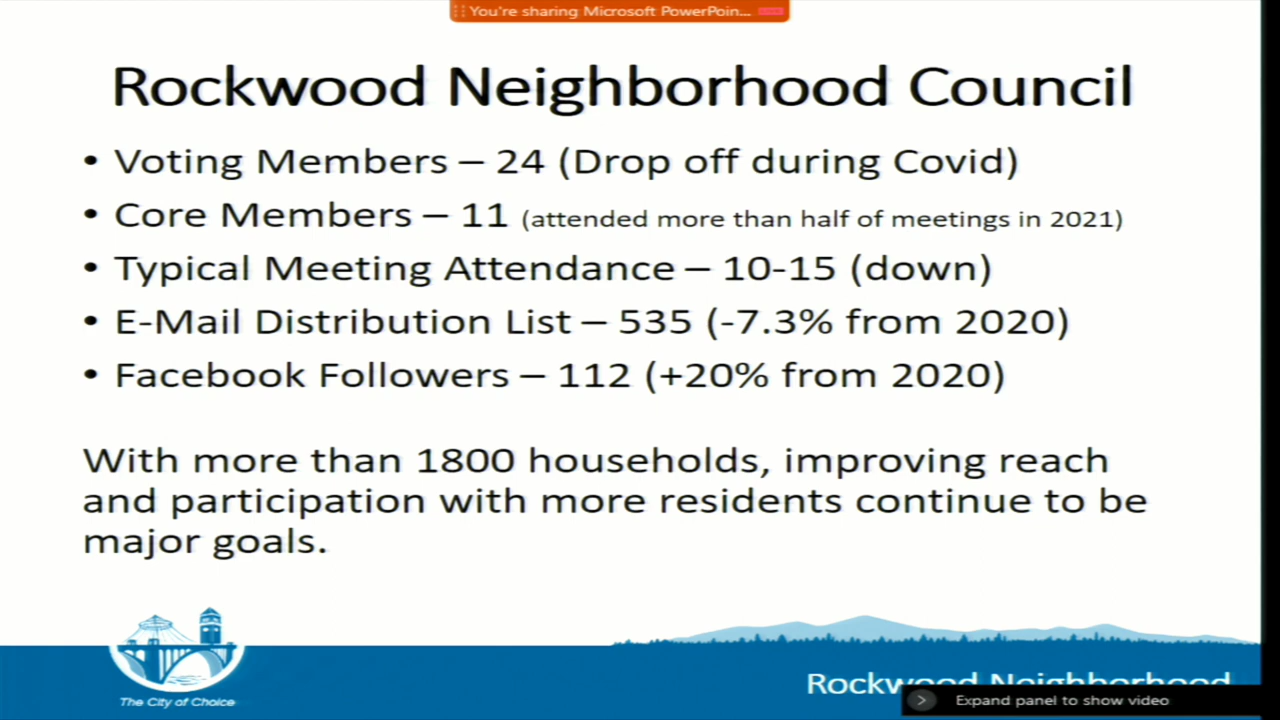 You're sharing Microsoft PowerPoin...
Rockwood Neighborhood Council
• Voting Members – 24 (Drop off during Covid)
• Core Members – 11 (attended more than half of meetings in 2021)
• Typical Meeting Attendance – 10-15 (down)
• E-Mail Distribution List – 535 (-7.3% from 2020)
• Facebook Followers – 112 (+20% from 2020)
With more than 1800 households, improving reach
and participation with more residents continue to be
major goals.
The City of Choice
Rockwood Neighborhood
Expand panel to show video